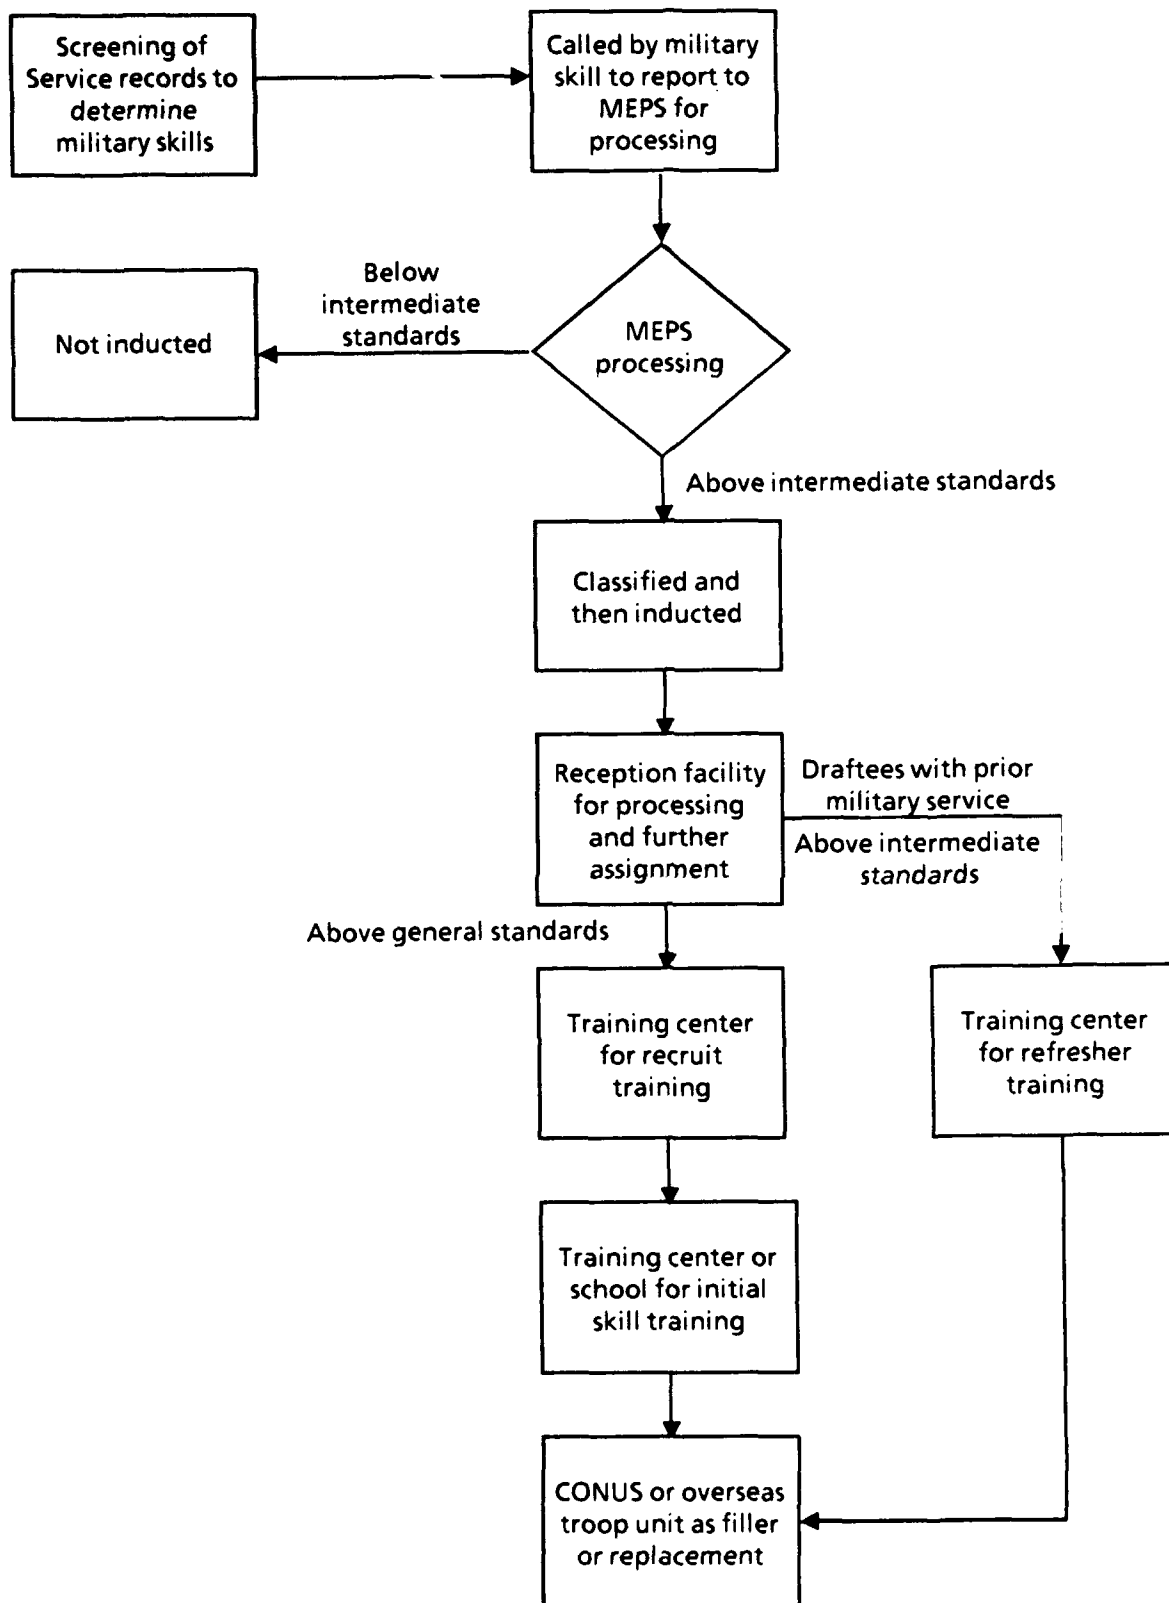 Screening of
Service records to
determine
military skills
Called by military
skill to report to
MEPS for
processing
Below
intermediate
standards
Not inducted
MEPS
processing
Above intermediate standards
Classified and
then inducted
Reception facility
for processing
and further
assignment
Draftees with prior
military service
Above intermediate
standards
Above general standards
Training center
for recruit
training
Training center
for refresher
training
Training center or
school for initial
skill training
CONUS or overseas
troop unit as filler
or replacement